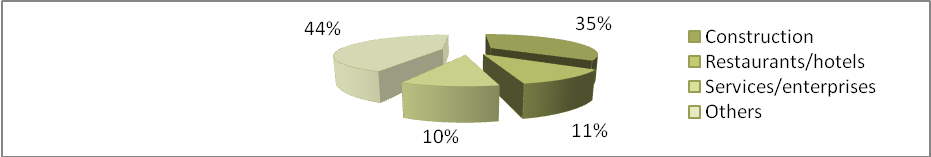 44%
35%
10%
11%
Construction
Restaurants/hotels
Services/enterprises
Others